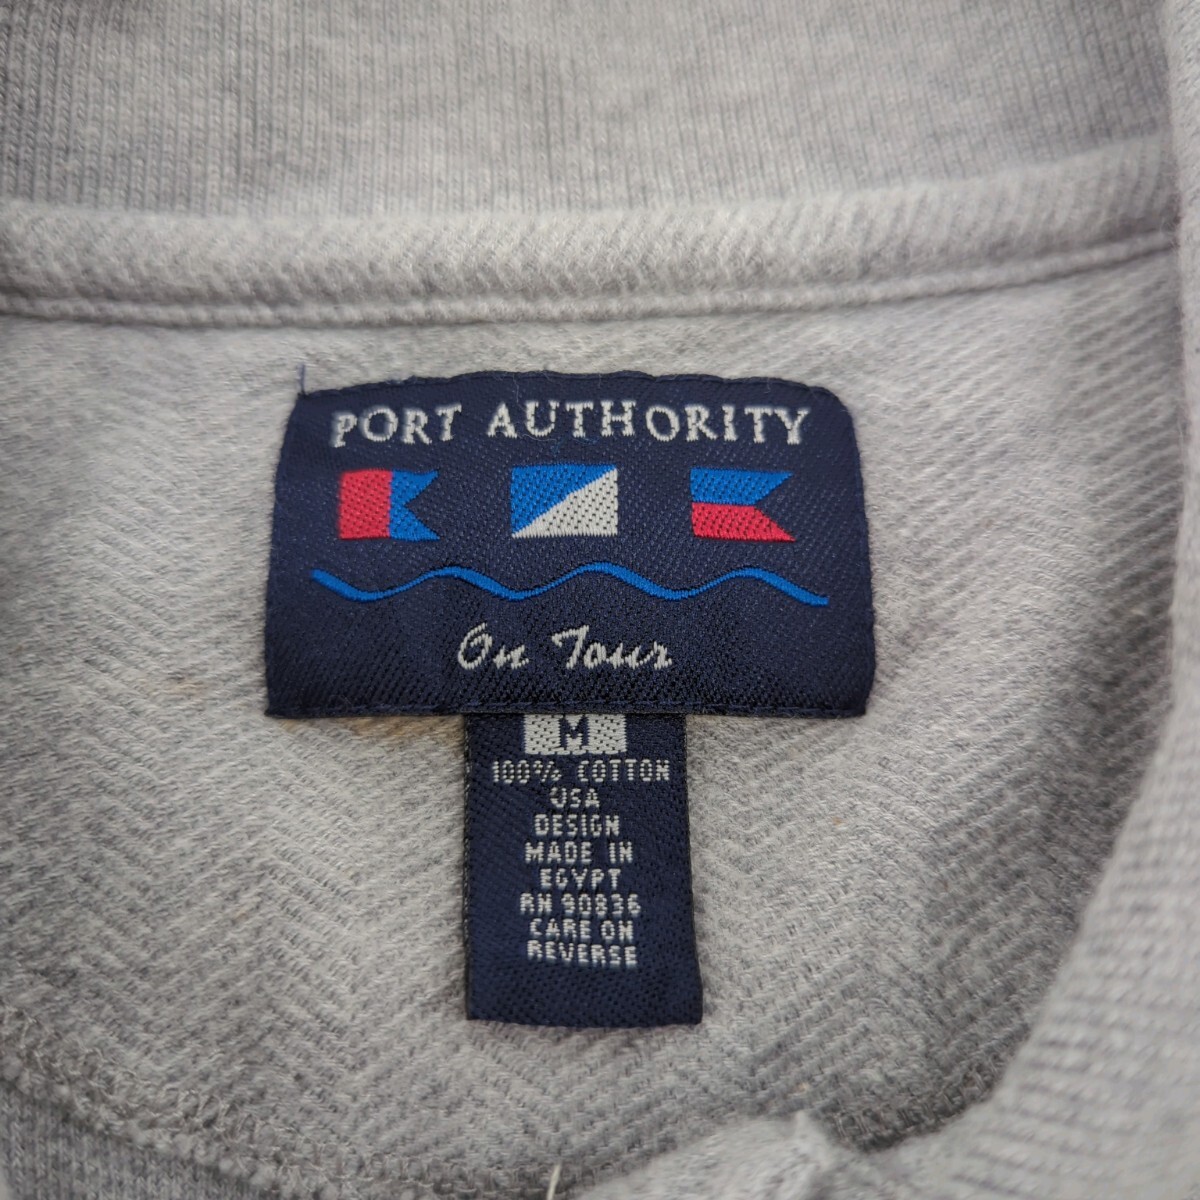 PORT AUTHORITY
On Tour
M
100% COTTON
USA
DESIGN
MADE IN
EGYPT
RN 90836
CARE ON
REVERSE